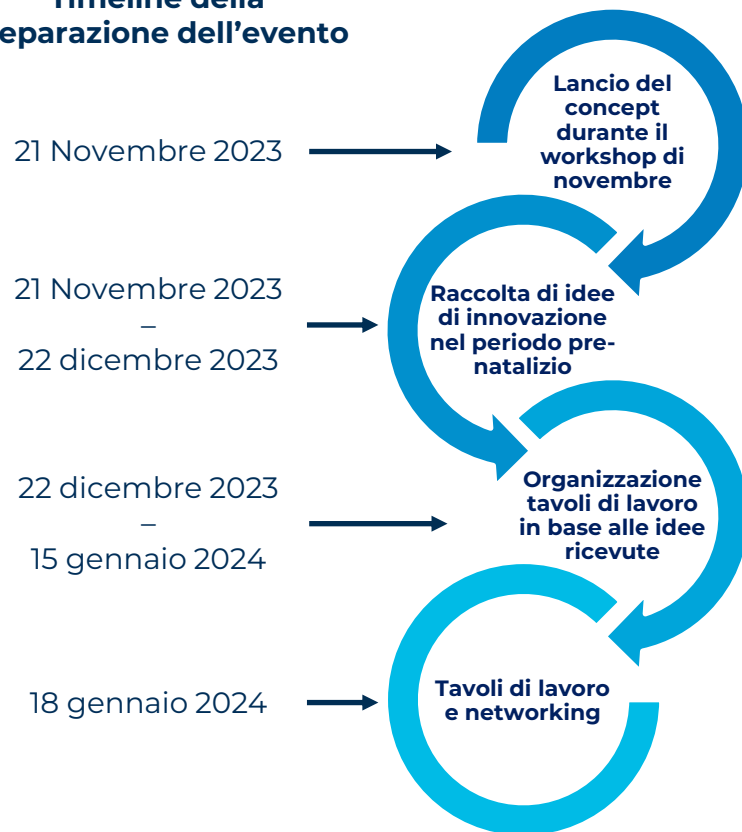 Timeline della
eparazione dell'evento
21 Novembre 2023
Lancio del
concept
durante il
workshop di
novembre
21 Novembre 2023
–
22 dicembre 2023
Raccolta di idee
di innovazione
nel periodo pre-
natalizio
22 dicembre 2023
–
15 gennaio 2024
Organizzazione
tavoli di lavoro
in base alle idee
ricevute
18 gennaio 2024
Tavoli di lavoro
e networking